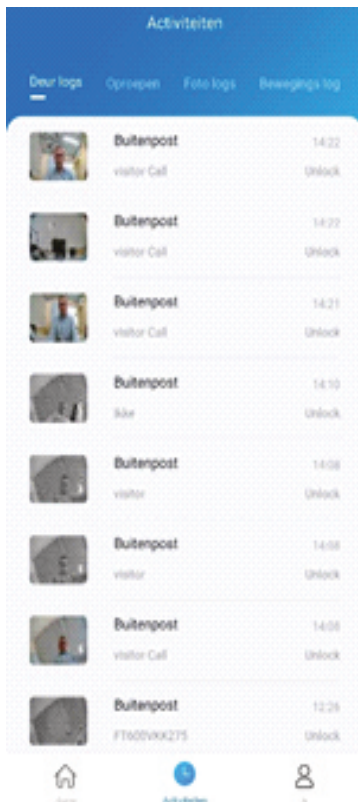 Activiteiten
Deur logs Oproepen Foto logs Bewegings log
Buitenpost 14:22
visitor Call Unlock
Buitenpost 14:22
visitor Call Unlock
Buitenpost 14:21
visitor Call Unlock
Buitenpost 14:10
Ikke Unlock
Buitenpost 14:08
visitor Unlock
Buitenpost 14:08
visitor Unlock
Buitenpost 14:08
visitor Call Unlock
Buitenpost 12:26
FT600VKK275 Unlock
Activiteiten